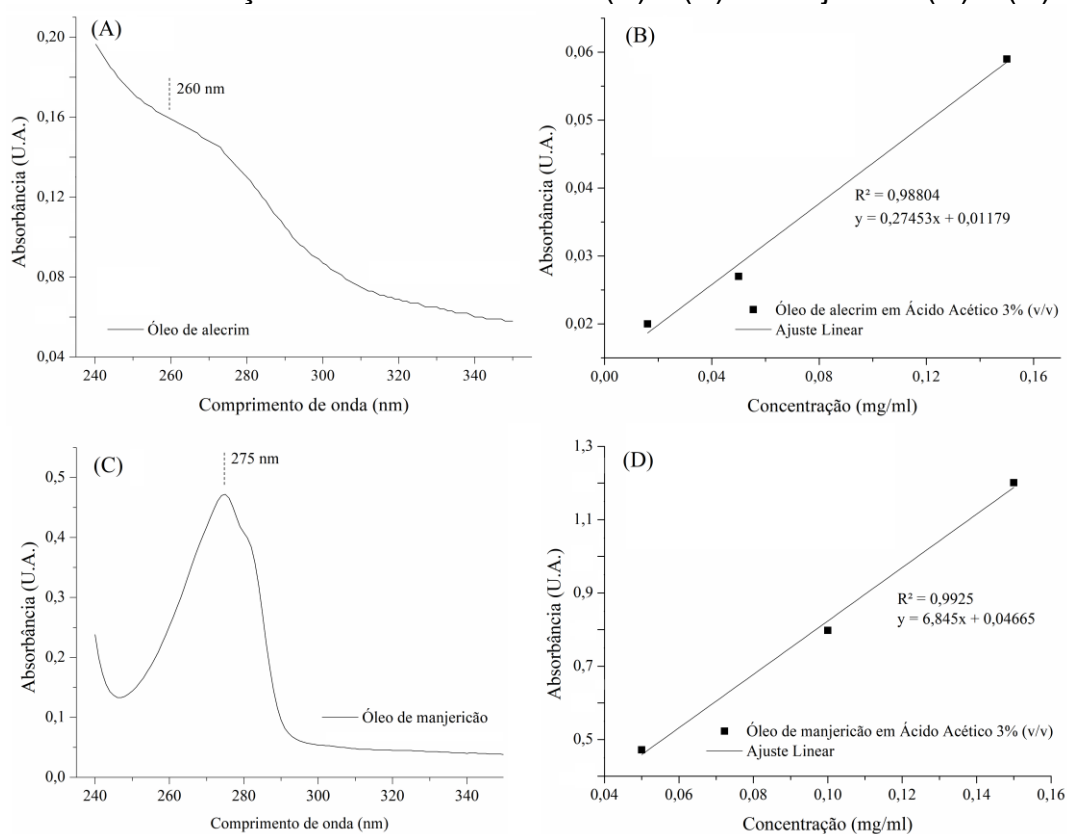 (A)
260 nm
Absorbância (U.A.)
0,20
0,16
0,12
0,08
0,04
Óleo de alecrim
240 260 280 300 320 340
Comprimento de onda (nm)
(B)
Absorbância (U.A.)
0,06
0,05
0,04
0,03
0,02
R² = 0,98804
y = 0,27453x + 0,01179
Óleo de alecrim em Ácido Acético 3% (v/v)
Ajuste Linear
0,00 0,04 0,08 0,12 0,16
Concentração (mg/ml)
(C)
275 nm
Absorbância (U.A.)
0,5
0,4
0,3
0,2
0,1
0,0
Óleo de manjericão
240 260 280 300 320 340
Comprimento de onda (nm)
(D)
Absorbância (U.A.)
1,3
1,1
0,9
0,7
0,5
R² = 0,9925
y = 6,845x + 0,04665
Óleo de manjericão em Ácido Acético 3% (v/v)
Ajuste Linear
0,04 0,06 0,08 0,10 0,12 0,14 0,16
Concentração (mg/ml)